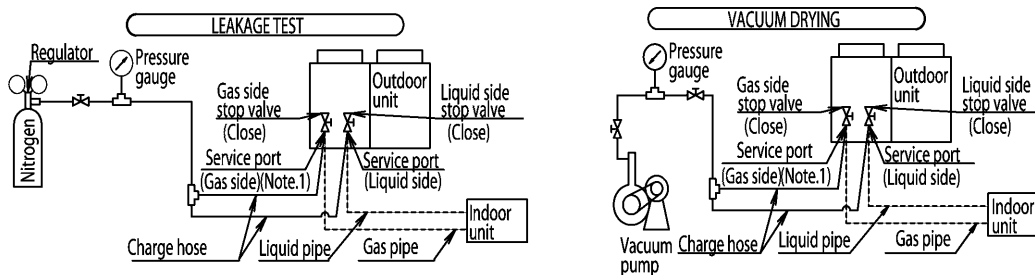 LEAKAGE TEST
Regulator
Pressure
gauge
Nitrogen
Gas side
stop valve
(Close)
Outdoor
unit
Liquid side
stop valve
(Close)
Service port
(Gas side)(Note.1)
Service port
(Liquid side)
Charge hose
Liquid pipe
Gas pipe
Indoor
unit
VACUUM DRYING
Pressure
gauge
Gas side
stop valve
(Close)
Outdoor
unit
Liquid side
stop valve
(Close)
Service port
(Gas side)(Note.1)
Service port
(Liquid side)
Vacuum
pump
Charge hose
Liquid pipe
Gas pipe
Indoor
unit